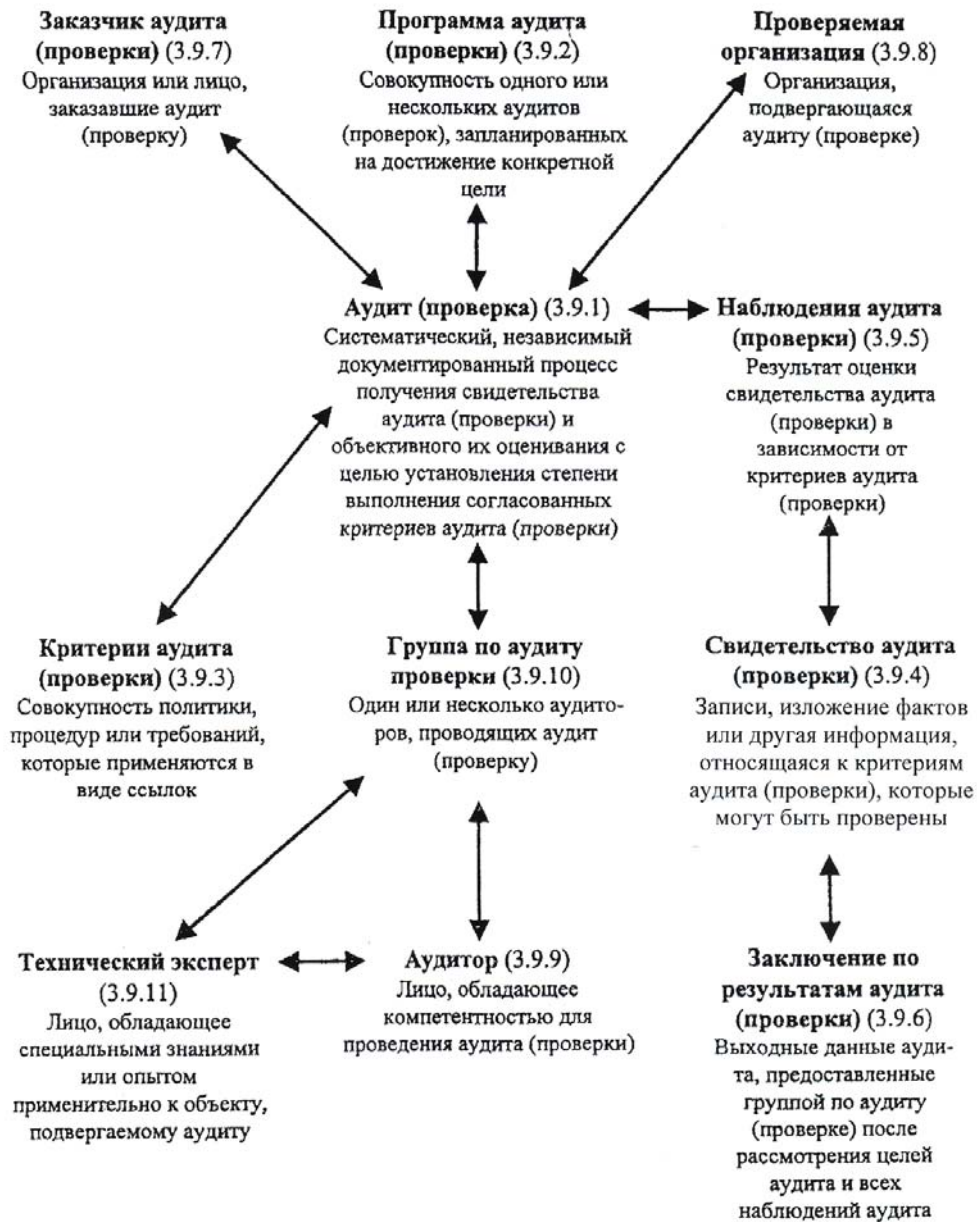 Заказчик аудита
(проверки) (3.9.7)
Организация или лицо,
заказавшие аудит
(проверку)
Программа аудита
(проверки) (3.9.2)
Совокупность одного или
нескольких аудитов
(проверок), запланированных
на достижение конкретной
цели
Проверяемая
организация (3.9.8)
Организация,
подвергающаяся
аудиту (проверке)
Аудит (проверка) (3.9.1)
Систематический, независимый
документированный процесс
получения свидетельства
аудита (проверки) и
объективного их оценивания с
целью установления степени
выполнения согласованных
критериев аудита (проверки)
Наблюдения аудита
(проверки) (3.9.5)
Результат оценки
свидетельства аудита
(проверки) в
зависимости от
критериев аудита
(проверки)
Критерии аудита
(проверки) (3.9.3)
Совокупность политики,
процедур или требований,
которые применяются в
виде ссылок
Группа по аудиту
проверки (3.9.10)
Один или несколько аудито-
ров, проводящих аудит
(проверку)
Свидетельство аудита
(проверки) (3.9.4)
Записи, изложение фактов
или другая информация,
относящаяся к критериям
аудита (проверки), которые
могут быть проверены
Технический эксперт
(3.9.11)
Лицо, обладающее
специальными знаниями
или опытом
применительно к объекту,
подвергаемому аудиту
Аудитор (3.9.9)
Лицо, обладающее
компетентностью для
проведения аудита (проверки)
Заключение по
результатам аудита
(проверки) (3.9.6)
Выходные данные ауди-
та, предоставленные
группой по аудиту
(проверке) после
рассмотрения целей
аудита и всех
наблюдений аудита